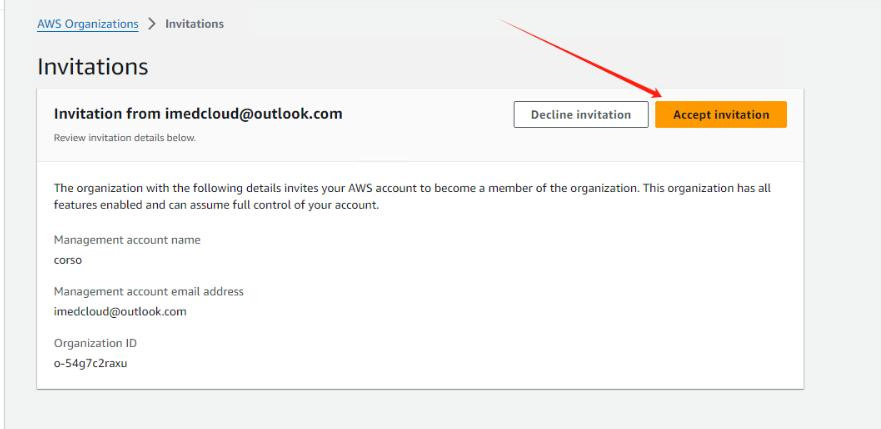 AWS Organizations > Invitations
Invitations
Invitation from imedcloud@outlook.com
Decline invitation
Accept invitation
Review invitation details below.
The organization with the following details invites your AWS account to become a member of the organization. This organization has all
features enabled and can assume full control of your account.
Management account name
corso
Management account email address
imedcloud@outlook.com
Organization ID
o-54g7c2raxu